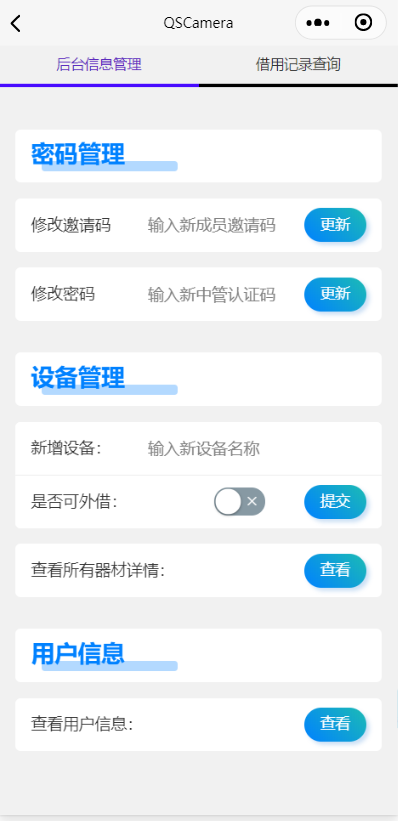 QSCamera
后台信息管理
借用记录查询
密码管理
修改邀请码 输入新成员邀请码 更新
修改密码 输入新中管认证码 更新
设备管理
新增设备: 输入新设备名称
是否可外借: 提交
查看所有器材详情: 查看
用户信息
查看用户信息: 查看